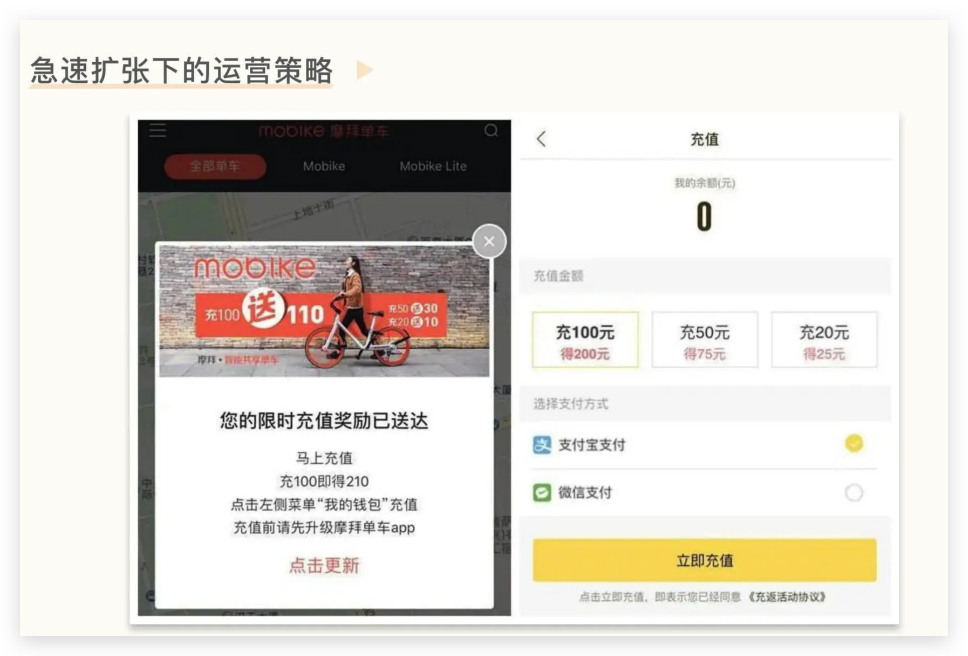 急速扩张下的运营策略
mobike 摩拜单车
全部单车
Mobike
Mobike Lite
上地十街
mobike
充100送110
充50送30
充20送10
摩拜·智能共享单车
您的限时充值奖励已送达
马上充值
充100即得210
点击左侧菜单“我的钱包”充值
充值前请先升级摩拜单车app
点击更新
充值
我的余额(元)
0
充值金额
充100元
得200元
充50元
得75元
充20元
得25元
选择支付方式
支付宝支付
微信支付
立即充值
点击立即充值，即表示您已经同意《充返活动协议》